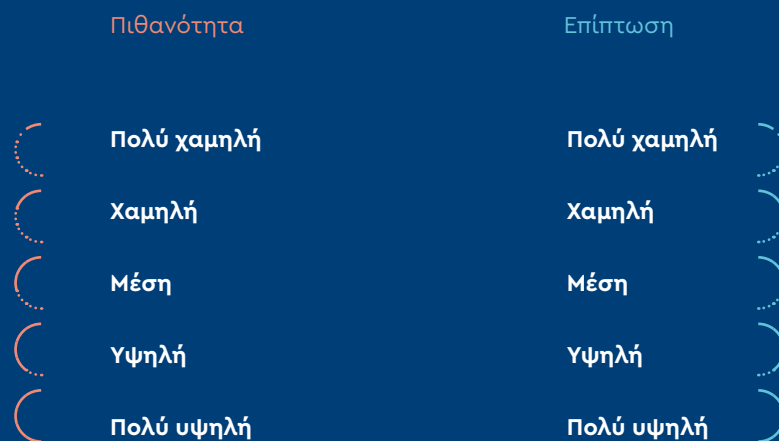 Πιθανότητα Επίπτωση
Πολύ χαμηλή Πολύ χαμηλή
Χαμηλή Χαμηλή
Μέση Μέση
Υψηλή Υψηλή
Πολύ υψηλή Πολύ υψηλή